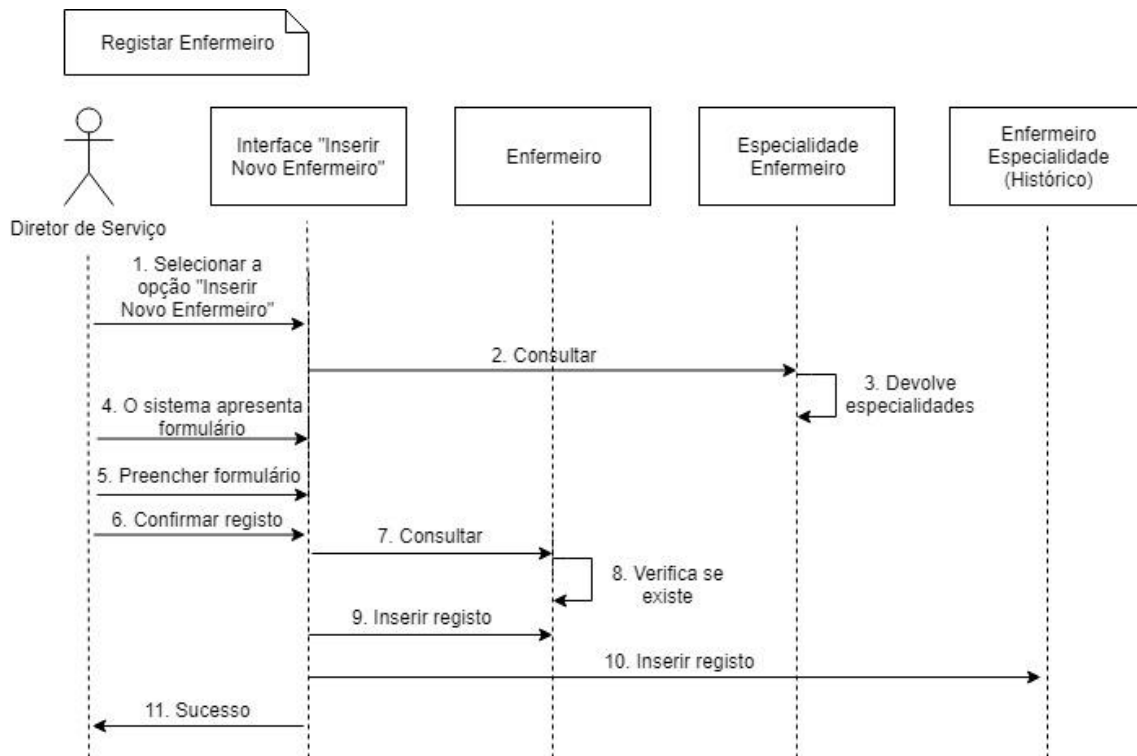 Registar Enfermeiro
Interface "Inserir
Novo Enfermeiro"
Enfermeiro
Especialidade
Enfermeiro
Enfermeiro
Especialidade
(Histórico)
Diretor de Serviço
1. Selecionar a
opção "Inserir
Novo Enfermeiro"
2. Consultar
3. Devolve
especialidades
4. O sistema apresenta
formulário
5. Preencher formulário
6. Confirmar registo
7. Consultar
8. Verifica se
existe
9. Inserir registo
10. Inserir registo
11. Sucesso